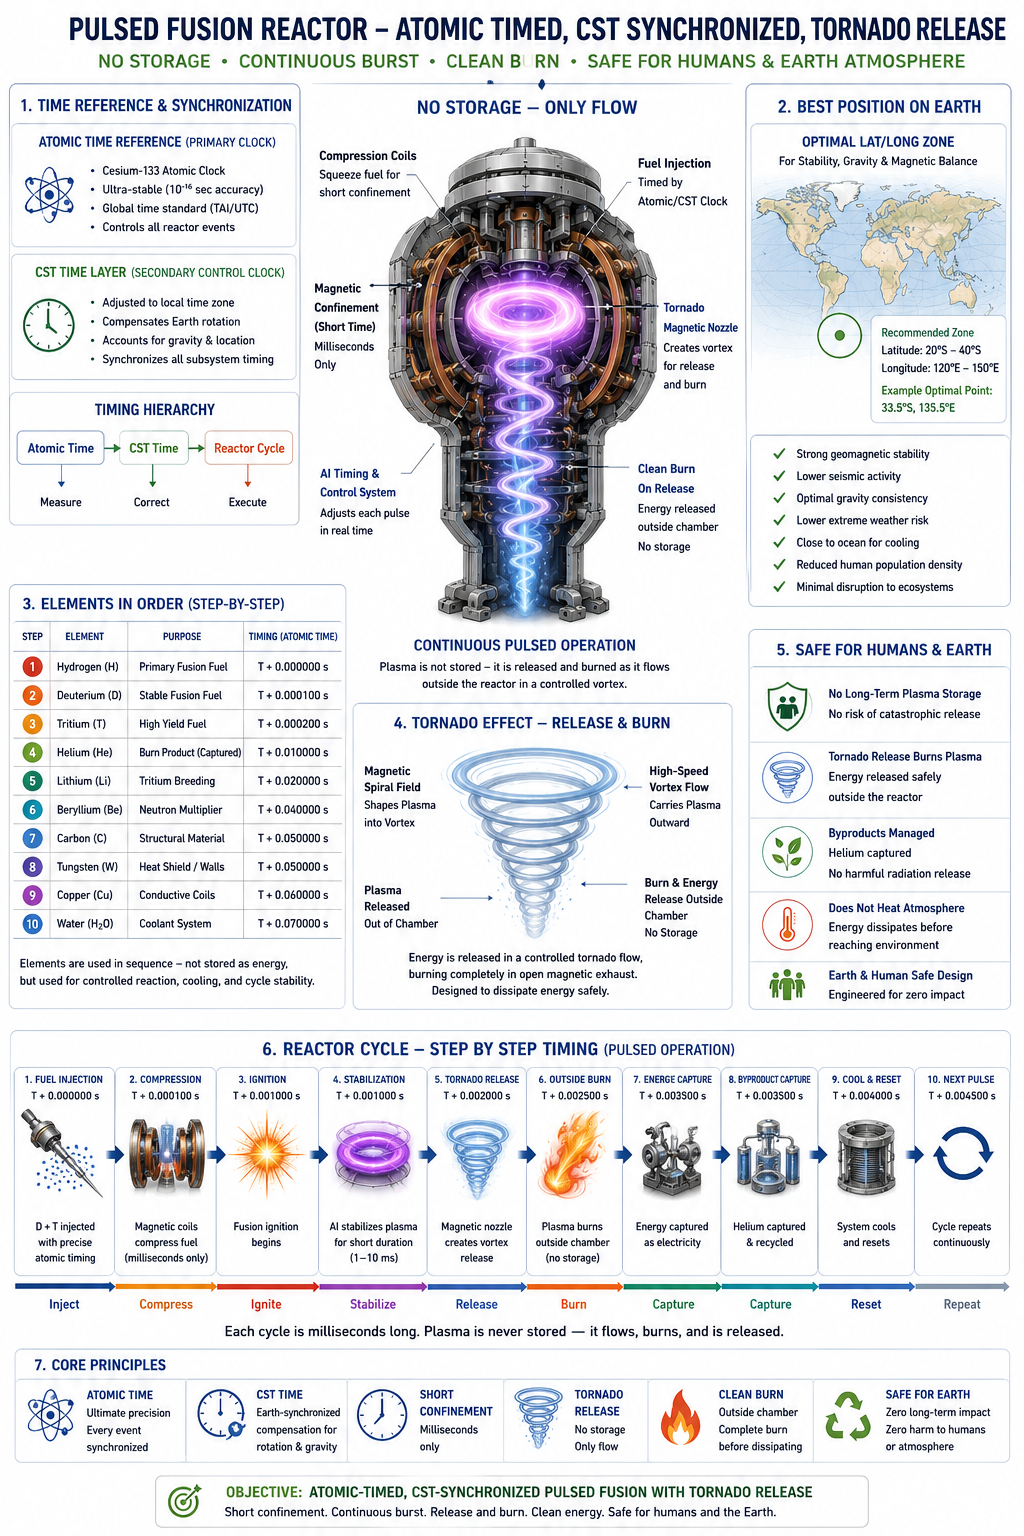 PULSED FUSION REACTOR – ATOMIC TIMED, CST SYNCHRONIZED, TORNADO RELEASE
NO STORAGE • CONTINUOUS BURST • CLEAN BURN • SAFE FOR HUMANS & EARTH ATMOSPHERE
1. TIME REFERENCE & SYNCHRONIZATION
ATOMIC TIME REFERENCE (PRIMARY CLOCK)
• Cesium-133 Atomic Clock
• Ultra-stable (10⁻¹⁶ sec accuracy)
• Global time standard (TAI/UTC)
• Controls all reactor events
CST TIME LAYER (SECONDARY CONTROL CLOCK)
• Adjusted to local time zone
• Compensates Earth rotation
• Accounts for gravity & location
• Synchronizes all subsystem timing
TIMING HIERARCHY
Atomic Time
CST Time
Reactor Cycle
Measure
Correct
Execute
NO STORAGE — ONLY FLOW
Compression Coils
Squeeze fuel for
short confinement
Fuel Injection
Timed by
Atomic/CST Clock
Magnetic
Confinement
(Short Time)
Milliseconds
Only
Tornado
Magnetic Nozzle
Creates vortex
for release
and burn
AI Timing &
Control System
Adjusts each pulse
in real time
Clean Burn
On Release
Energy released
outside chamber
No storage
CONTINUOUS PULSED OPERATION
Plasma is not stored – it is released and burned as it flows
outside the reactor in a controlled vortex.
2. BEST POSITION ON EARTH
OPTIMAL LAT/LONG ZONE
For Stability, Gravity & Magnetic Balance
Recommended Zone
Latitude: 20°S – 40°S
Longitude: 120°E – 150°E
Example Optimal Point:
33.5°S, 135.5°E
Strong geomagnetic stability
Lower seismic activity
Optimal gravity consistency
Lower extreme weather risk
Close to ocean for cooling
Reduced human population density
Minimal disruption to ecosystems
3. ELEMENTS IN ORDER (STEP-BY-STEP)
STEP ELEMENT PURPOSE TIMING (ATOMIC TIME)
1 Hydrogen (H) Primary Fusion Fuel T + 0.000000 s
2 Deuterium (D) Stable Fusion Fuel T + 0.000100 s
3 Tritium (T) High Yield Fuel T + 0.000200 s
4 Helium (He) Burn Product (Captured) T + 0.010000 s
5 Lithium (Li) Tritium Breeding T + 0.020000 s
6 Beryllium (Be) Neutron Multiplier T + 0.040000 s
7 Carbon (C) Structural Material T + 0.050000 s
8 Tungsten (W) Heat Shield / Walls T + 0.050000 s
9 Copper (Cu) Conductive Coils T + 0.060000 s
10 Water (H₂O) Coolant System T + 0.070000 s
Elements are used in sequence – not stored as energy,
but used for controlled reaction, cooling, and cycle stability.
4. TORNADO EFFECT — RELEASE & BURN
Magnetic
Spiral Field
Shapes Plasma
into Vortex
High-Speed
Vortex Flow
Carries Plasma
Outward
Plasma
Released
Out of Chamber
Burn & Energy
Release Outside
Chamber
No Storage
Energy is released in a controlled tornado flow,
burning completely in open magnetic exhaust.
Designed to dissipate energy safely.
5. SAFE FOR HUMANS & EARTH
No Long-Term Plasma Storage
No risk of catastrophic release
Tornado Release Burns Plasma
Energy released safely
outside the reactor
Byproducts Managed
Helium captured
No harmful radiation release
Does Not Heat Atmosphere
Energy dissipates before
reaching environment
Earth & Human Safe Design
Engineered for zero impact
6. REACTOR CYCLE – STEP BY STEP TIMING (PULSED OPERATION)
1. FUEL INJECTION
T + 0.000000 s
D + T injected
with precise
atomic timing
2. COMPRESSION
T + 0.000100 s
Magnetic coils
compress fuel
(milliseconds only)
3. IGNITION
T + 0.001000 s
Fusion ignition
begins
4. STABILIZATION
T + 0.001000 s
AI stabilizes plasma
for short duration
(1–10 ms)
5. TORNADO RELEASE
T + 0.002000 s
Magnetic nozzle
creates vortex
release
6. OUTSIDE BURN
T + 0.002500 s
Plasma burns
outside chamber
(no storage)
7. ENERGE CAPTURE
T + 0.003500 s
Energy captured
as electricity
8. BYPRODUCT CAPTURE
T + 0.003500 s
Helium captured
& recycled
9. COOL & RESET
T + 0.004000 s
System cools
and resets
10. NEXT PULSE
T + 0.004500 s
Cycle repeats
continuously
Inject
Compress
Ignite
Stabilize
Release
Burn
Capture
Capture
Reset
Repeat
Each cycle is milliseconds long. Plasma is never stored — it flows, burns, and is released.
7. CORE PRINCIPLES
ATOMIC TIME
Ultimate precision
Every event
synchronized
CST TIME
Earth-synchronized
compensation for
rotation & gravity
SHORT
CONFINEMENT
Milliseconds
only
TORNADO
RELEASE
No storage
Only flow
CLEAN BURN
Outside chamber
Complete burn
before dissipating
SAFE FOR EARTH
Zero long-term impact
Zero harm to humans
or atmosphere
OBJECTIVE: ATOMIC-TIMED, CST-SYNCHRONIZED PULSED FUSION WITH TORNADO RELEASE
Short confinement. Continuous burst. Release and burn. Clean energy. Safe for humans and the Earth.